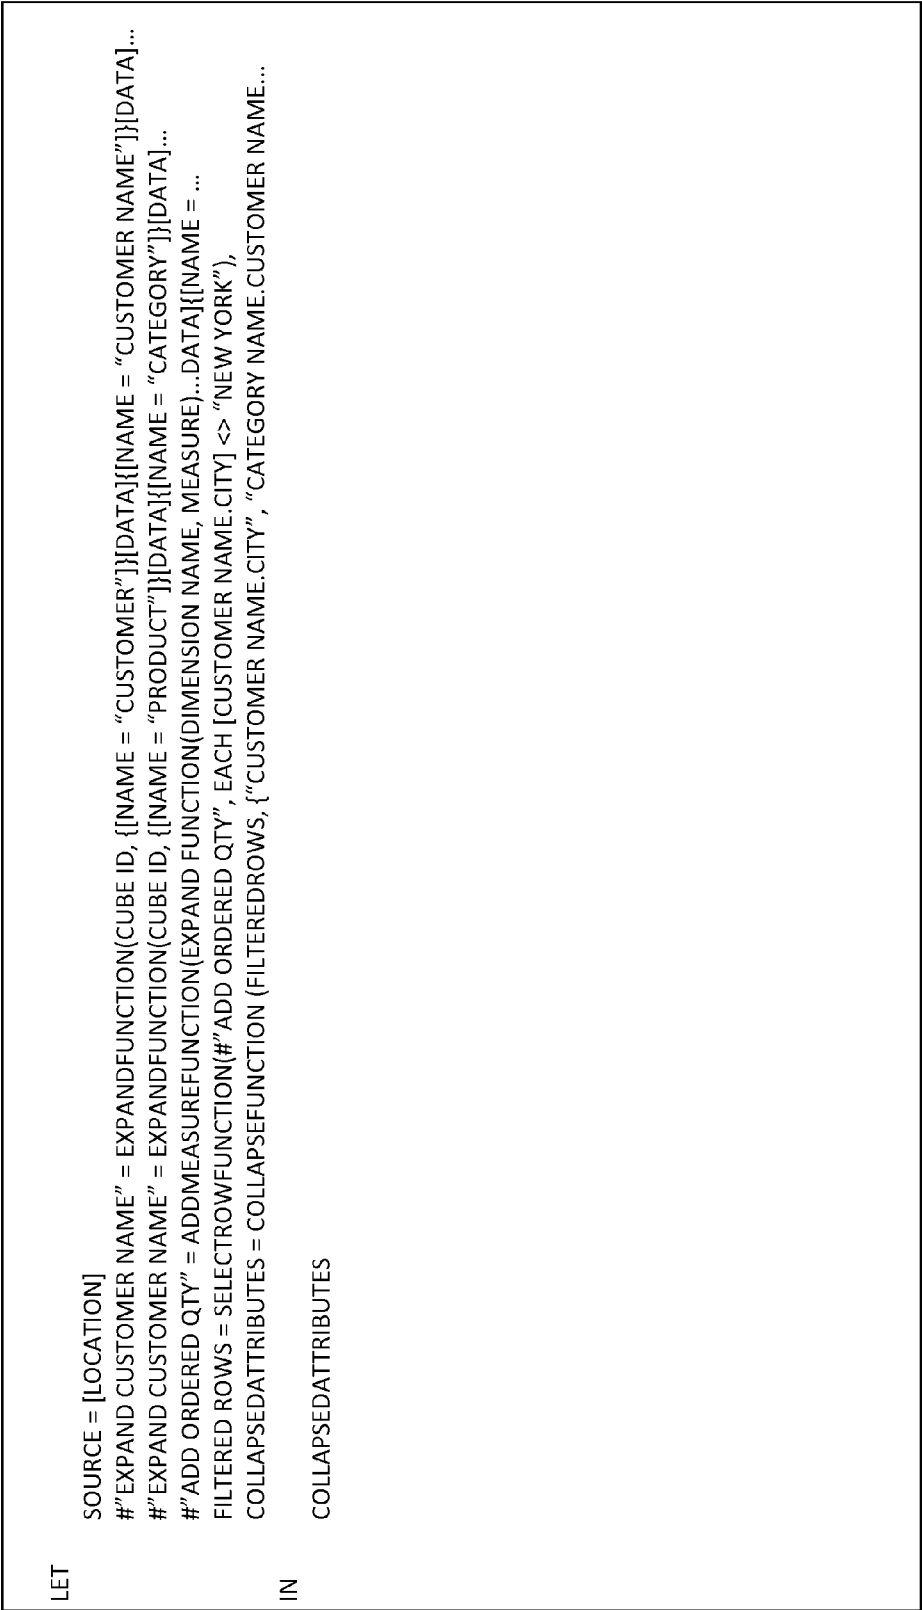 LET
SOURCE = [LOCATION]
#”EXPAND CUSTOMER NAME” = EXPANDFUNCTION(CUBE ID, {[NAME = “CUSTOMER”]}[DATA]{[NAME = “CUSTOMER NAME”]}[DATA]...
#”EXPAND CUSTOMER NAME” = EXPANDFUNCTION(CUBE ID, {[NAME = “PRODUCT”]}[DATA]{[NAME = “CATEGORY”]}[DATA]...
#”ADD ORDERED QTY” = ADDMEASUREFUNCTION(EXPAND FUNCTION(DIMENSION NAME, MEASURE)...DATA]{[NAME = ...
FILTERED ROWS = SELECTROWFUNCTION(#”ADD ORDERED QTY”, EACH [CUSTOMER NAME.CITY] <> “NEW YORK”),
COLLAPSEDATTRIBUTES = COLLAPSEFUNCTION (FILTEREDROWS, {“CUSTOMER NAME.CITY”, “CATEGORY NAME.CUSTOMER NAME...
IN
COLLAPSEDATTRIBUTES